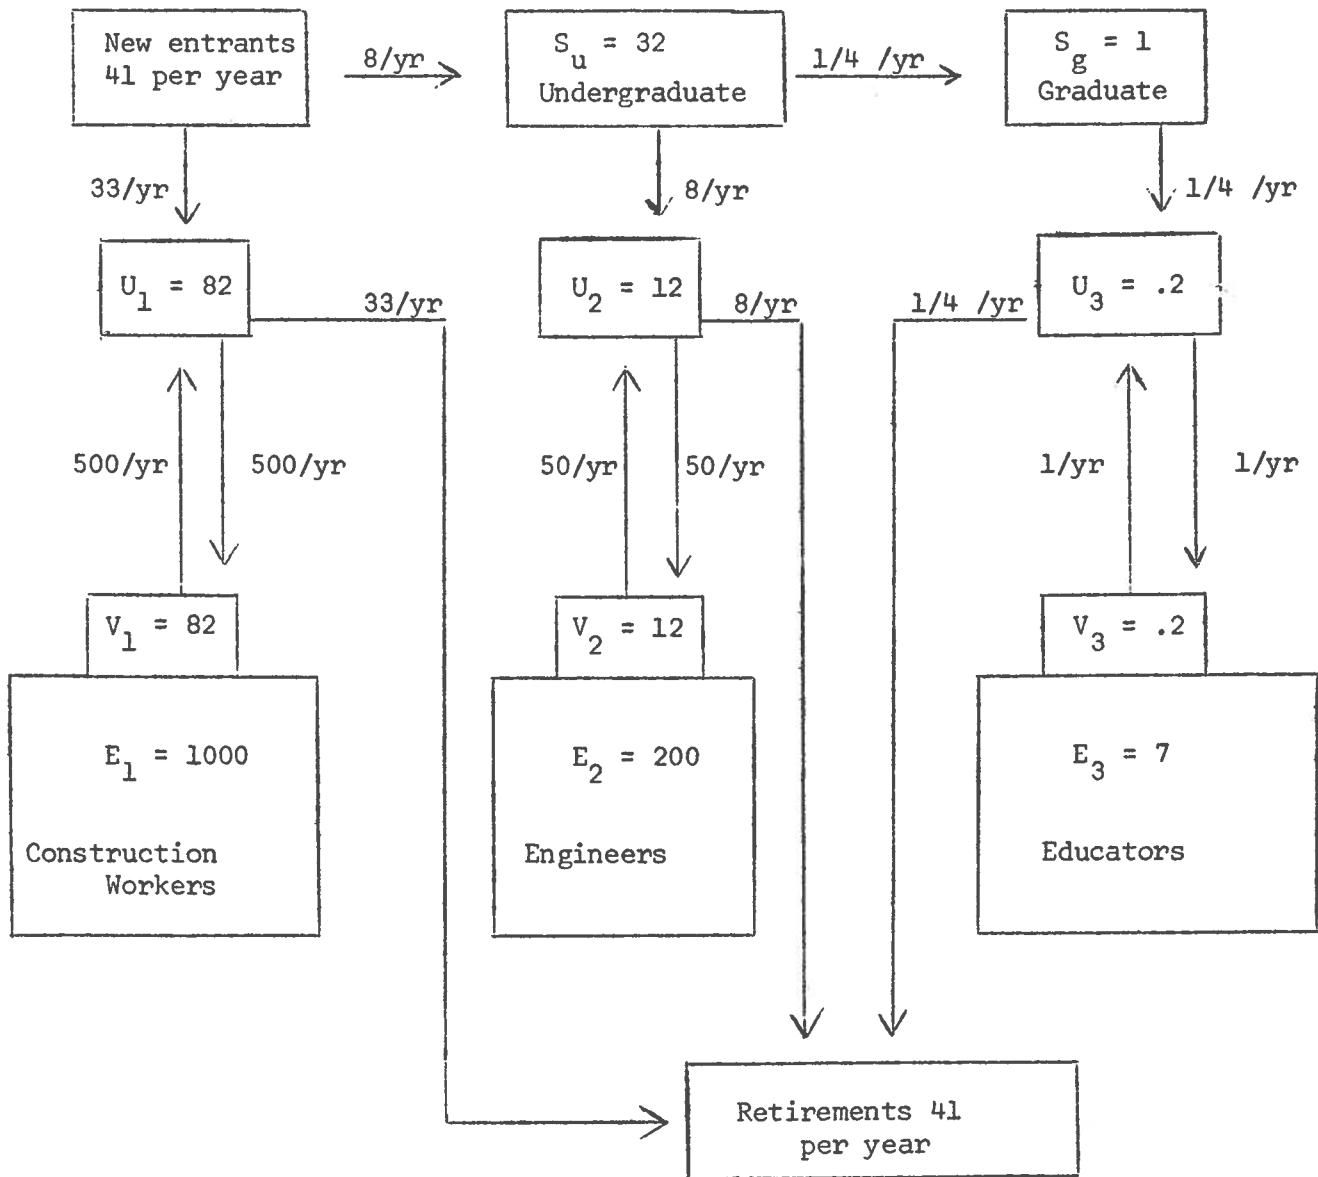 New entrants
41 per year
8/yr
S_u = 32
Undergraduate
1/4 /yr
S_g = 1
Graduate
33/yr
8/yr
1/4 /yr
U_1 = 82
33/yr
U_2 = 12
8/yr
1/4 /yr
U_3 = .2
500/yr
500/yr
50/yr
50/yr
1/yr
1/yr
V_1 = 82
V_2 = 12
V_3 = .2
E_1 = 1000
E_2 = 200
E_3 = 7
Construction
Workers
Engineers
Educators
Retirements 41
per year